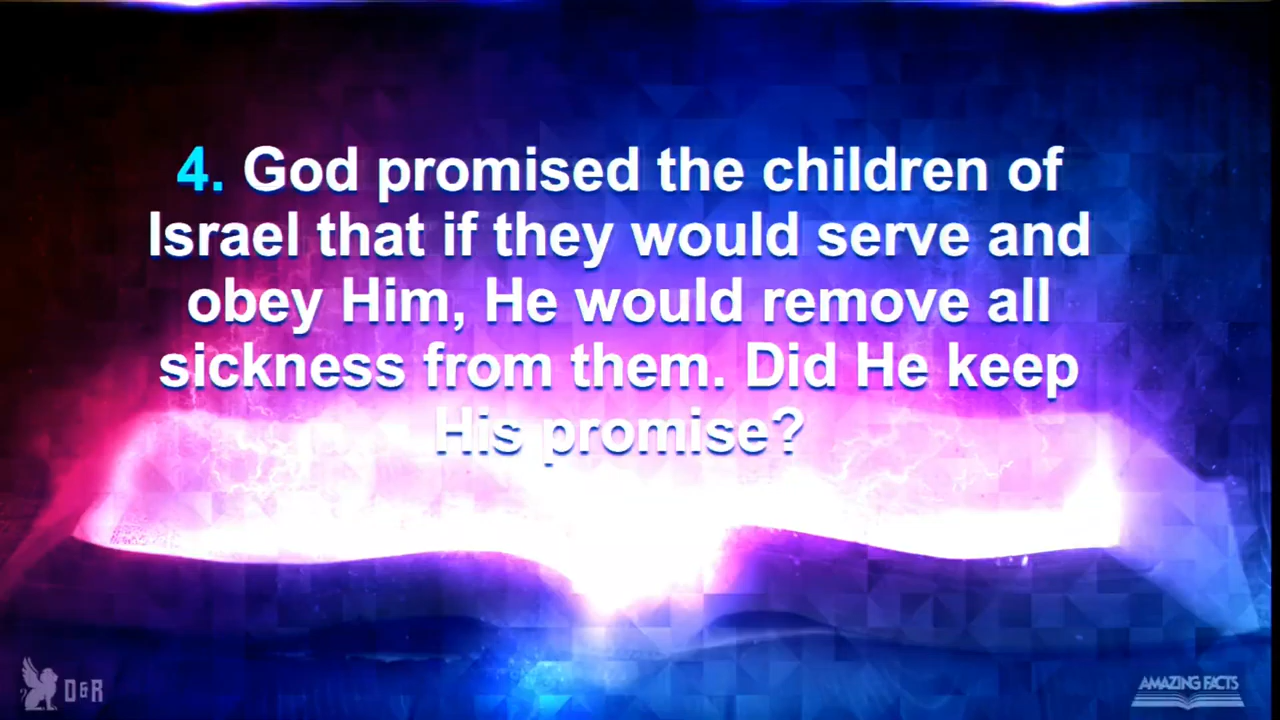 4. God promised the children of
Israel that if they would serve and
obey Him, He would remove all
sickness from them. Did He keep
His promise?
D&R
AMAZING FACTS